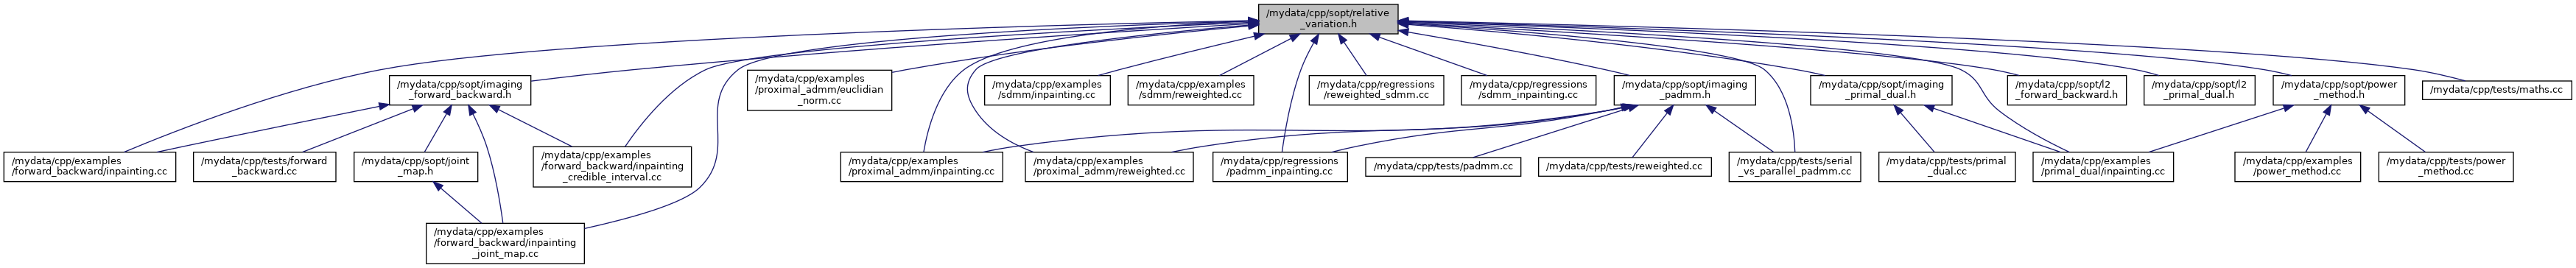 /mydata/cpp/sopt/relative
_variation.h
/mydata/cpp/sopt/imaging
_forward_backward.h
/mydata/cpp/examples
/proximal_admm/euclidian
_norm.cc
/mydata/cpp/examples
/sdmm/inpainting.cc
/mydata/cpp/examples
/sdmm/reweighted.cc
/mydata/cpp/regressions
/reweighted_sdmm.cc
/mydata/cpp/regressions
/sdmm_inpainting.cc
/mydata/cpp/sopt/imaging
_padmm.h
/mydata/cpp/sopt/imaging
_primal_dual.h
/mydata/cpp/sopt/l2
_forward_backward.h
/mydata/cpp/sopt/l2
_primal_dual.h
/mydata/cpp/sopt/power
_method.h
/mydata/cpp/tests/maths.cc
/mydata/cpp/examples
/forward_backward/inpainting.cc
/mydata/cpp/tests/forward
_backward.cc
/mydata/cpp/sopt/joint
_map.h
/mydata/cpp/examples
/forward_backward/inpainting
_credible_interval.cc
/mydata/cpp/examples
/proximal_admm/inpainting.cc
/mydata/cpp/examples
/proximal_admm/reweighted.cc
/mydata/cpp/regressions
/padmm_inpainting.cc
/mydata/cpp/tests/padmm.cc
/mydata/cpp/tests/reweighted.cc
/mydata/cpp/tests/serial
_vs_parallel_padmm.cc
/mydata/cpp/tests/primal
_dual.cc
/mydata/cpp/examples
/primal_dual/inpainting.cc
/mydata/cpp/examples
/power_method.cc
/mydata/cpp/tests/power
_method.cc
/mydata/cpp/examples
/forward_backward/inpainting
_joint_map.cc